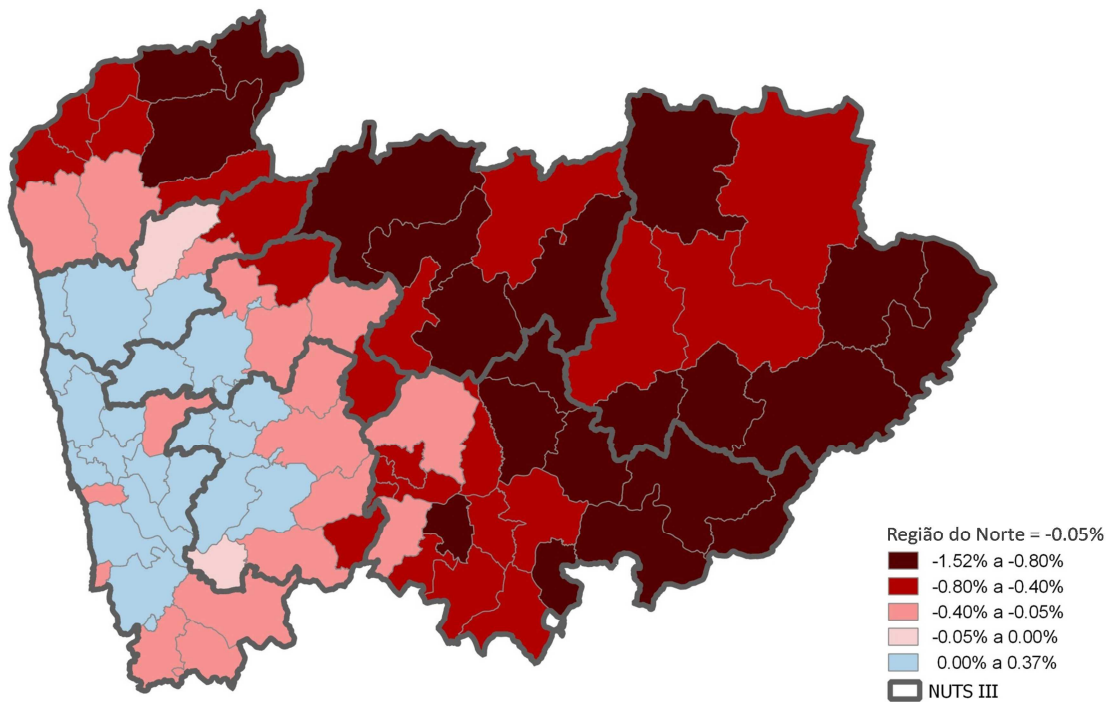 Região do Norte = -0.05%
-1.52% a -0.80%
-0.80% a -0.40%
-0.40% a -0.05%
-0.05% a 0.00%
0.00% a 0.37%
NUTS III